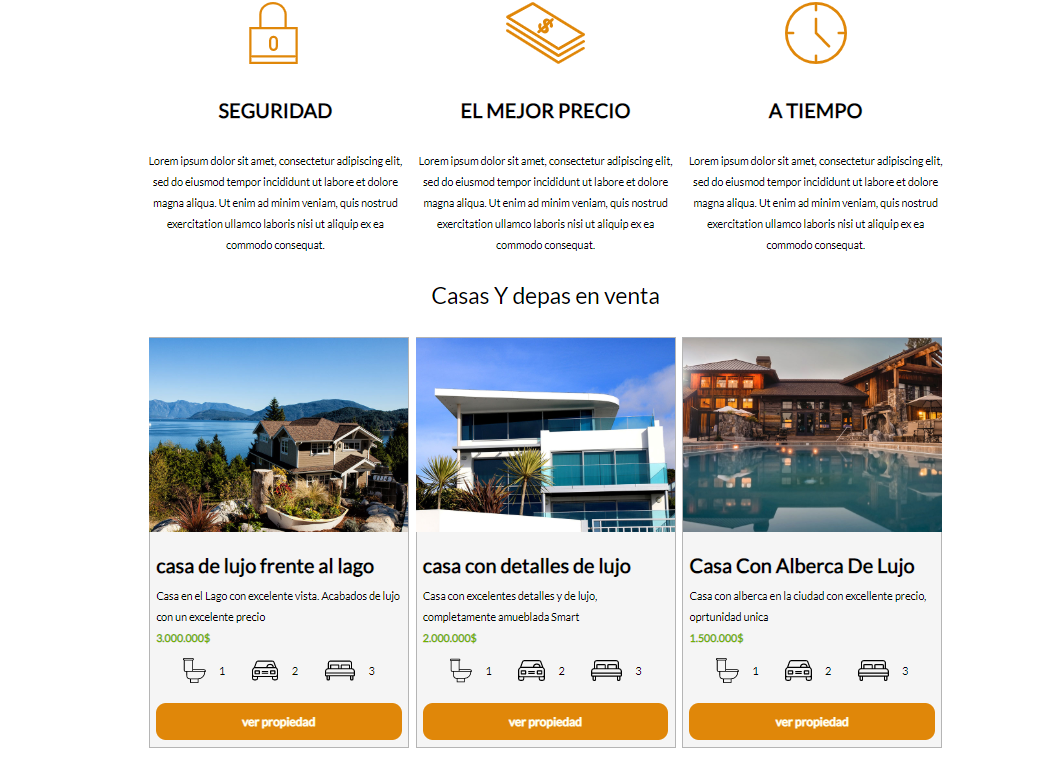 0
$
SEGURIDAD
EL MEJOR PRECIO
A TIEMPO
Lorem ipsum dolor sit amet, consectetur adipiscing elit,
sed do eiusmod tempor incididunt ut labore et dolore
magna aliqua. Ut enim ad minim veniam, quis nostrud
exercitation ullamco laboris nisi ut aliquip ex ea
commodo consequat.
Lorem ipsum dolor sit amet, consectetur adipiscing elit,
sed do eiusmod tempor incididunt ut labore et dolore
magna aliqua. Ut enim ad minim veniam, quis nostrud
exercitation ullamco laboris nisi ut aliquip ex ea
commodo consequat.
Lorem ipsum dolor sit amet, consectetur adipiscing elit,
sed do eiusmod tempor incididunt ut labore et dolore
magna aliqua. Ut enim ad minim veniam, quis nostrud
exercitation ullamco laboris nisi ut aliquip ex ea
commodo consequat.
Casas Y depas en venta
casa de lujo frente al lago
Casa en el Lago con excelente vista. Acabados de lujo
con un excelente precio
3.000.000$
1 2 3
ver propiedad
casa con detalles de lujo
Casa con excelentes detalles y de lujo,
completamente amueblada Smart
2.000.000$
1 2 3
ver propiedad
Casa Con Alberca De Lujo
Casa con alberca en la ciudad con excellente precio,
oprtunidad unica
1.500.000$
1 2 3
ver propiedad